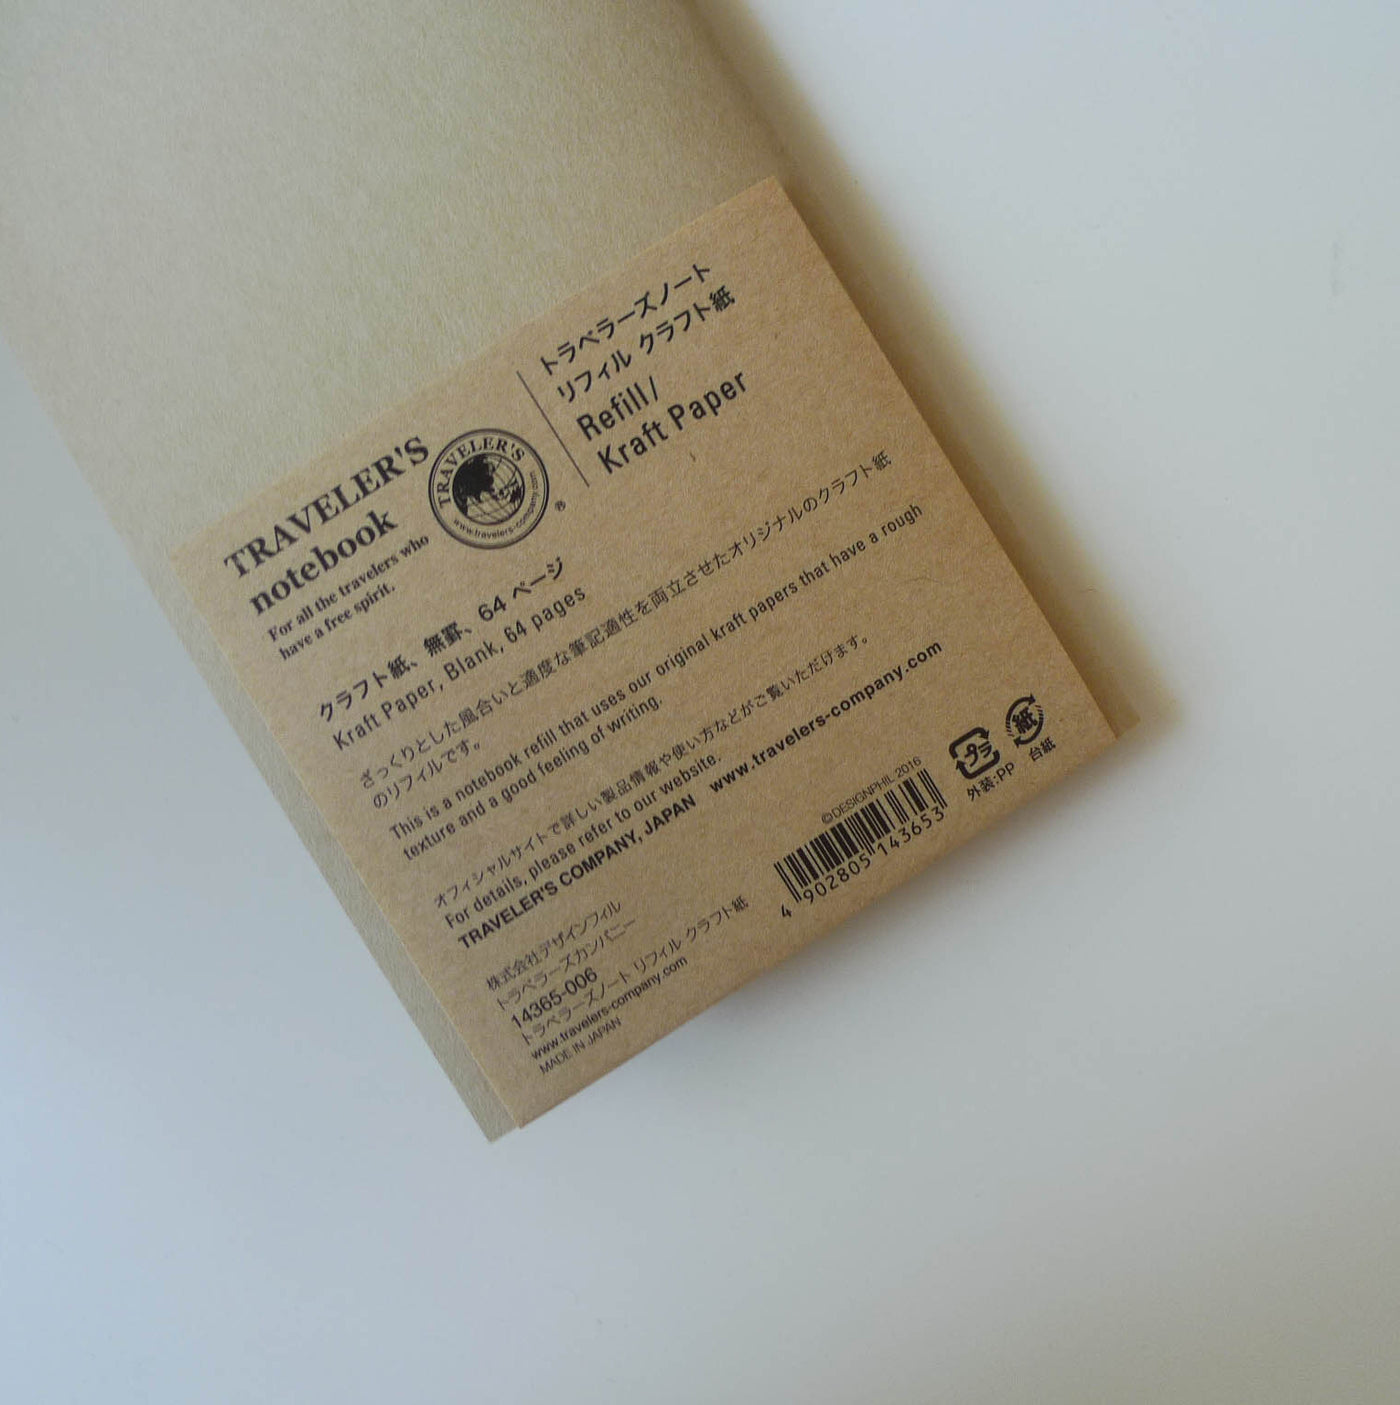 TRAVELER'S
notebook
For all the travelers who
have a free spirit.
TRAVELER'S
www.travelers-company.com
®
トラベラーズノート
リフィル クラフト紙
Refill/
Kraft Paper
クラフト紙、無罫、64 ページ
Kraft Paper, Blank, 64 pages
ざっくりとした風合いと適度な筆記適性を両立させたオリジナルのクラフト紙
のリフィルです。
This is a notebook refill that uses our original kraft papers that have a rough
texture and a good feeling of writing.
オフィシャルサイトで詳しい製品情報や使い方などがご覧いただけます。
For details, please refer to our website.
TRAVELER'S COMPANY, JAPAN www.travelers-company.com
株式会社デザインフィル
トラベラーズカンパニー
14365-006
トラベラーズノート リフィル クラフト紙
www.travelers-company.com
MADE IN JAPAN
©DESIGNPHIL 2016
4 902805 143653
プラ
外装:PP
紙
台紙